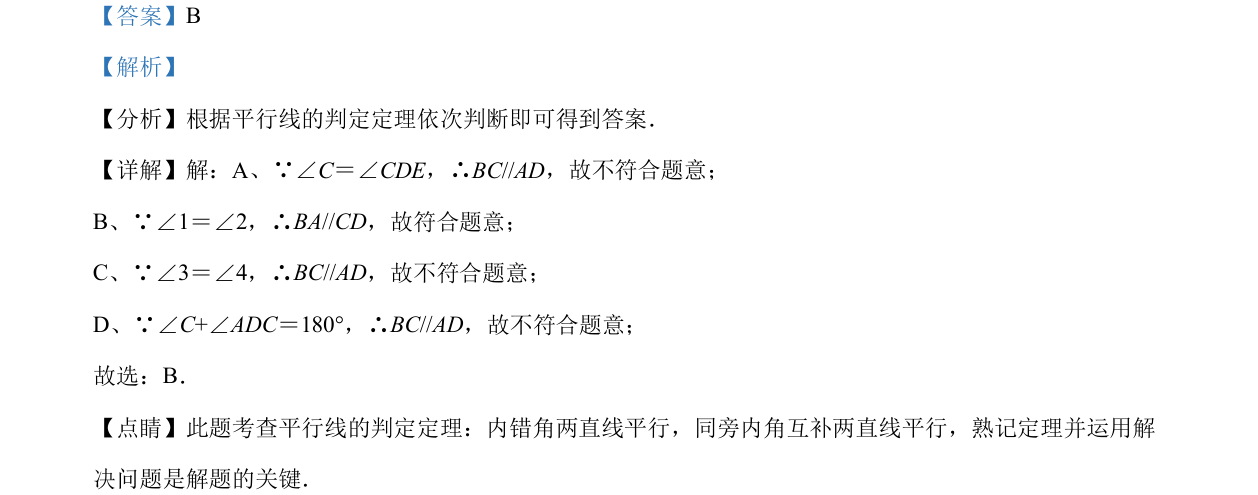 【答案】B
【解析】
【分析】根据平行线的判定定理依次判断即可得到答案．
【详解】解：A、∵∠C＝∠CDE，∴BC//AD，故不符合题意；
B、∵∠1＝∠2，∴BA//CD，故符合题意；
C、∵∠3＝∠4，∴BC//AD，故不符合题意；
D、∵∠C+∠ADC＝180°，∴BC//AD，故不符合题意；
故选：B．
【点睛】此题考查平行线的判定定理：内错角两直线平行，同旁内角互补两直线平行，熟记定理并运用解
决问题是解题的关键．